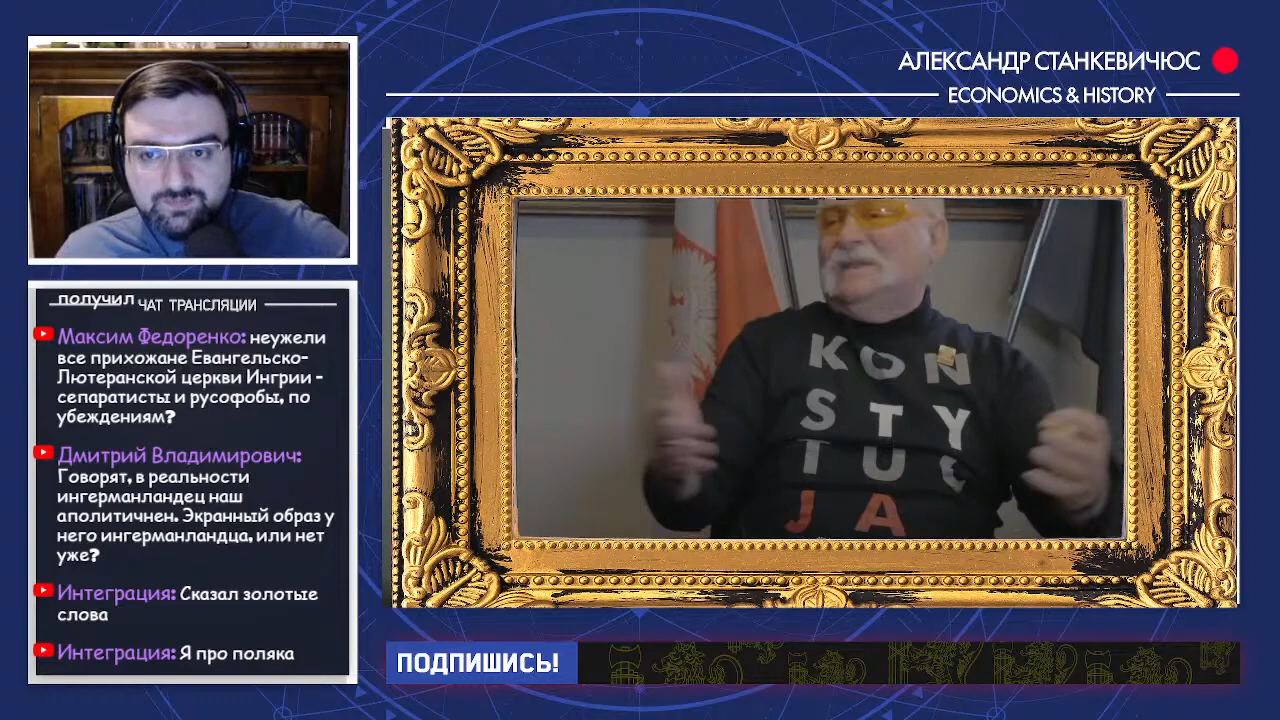 АЛЕКСАНДР СТАНКЕВИЧЮС
ECONOMICS & HISTORY
получил
ЧАТ ТРАНСЛЯЦИИ
Максим Федоренко: неужели
все прихожане Евангельско-
Лютеранской церкви Ингрии -
сепаратисты и русофобы, по
убеждениям?
Дмитрий Владимирович:
Говорят, в реальности
ингерманландец наш
аполитичнен. Экранный образ у
него ингерманландца, или нет
уже?
Интеграция: Сказал золотые
слова
Интеграция: Я про поляка
KON
STY
TUC
JA
ПОДПИШИСЬ!